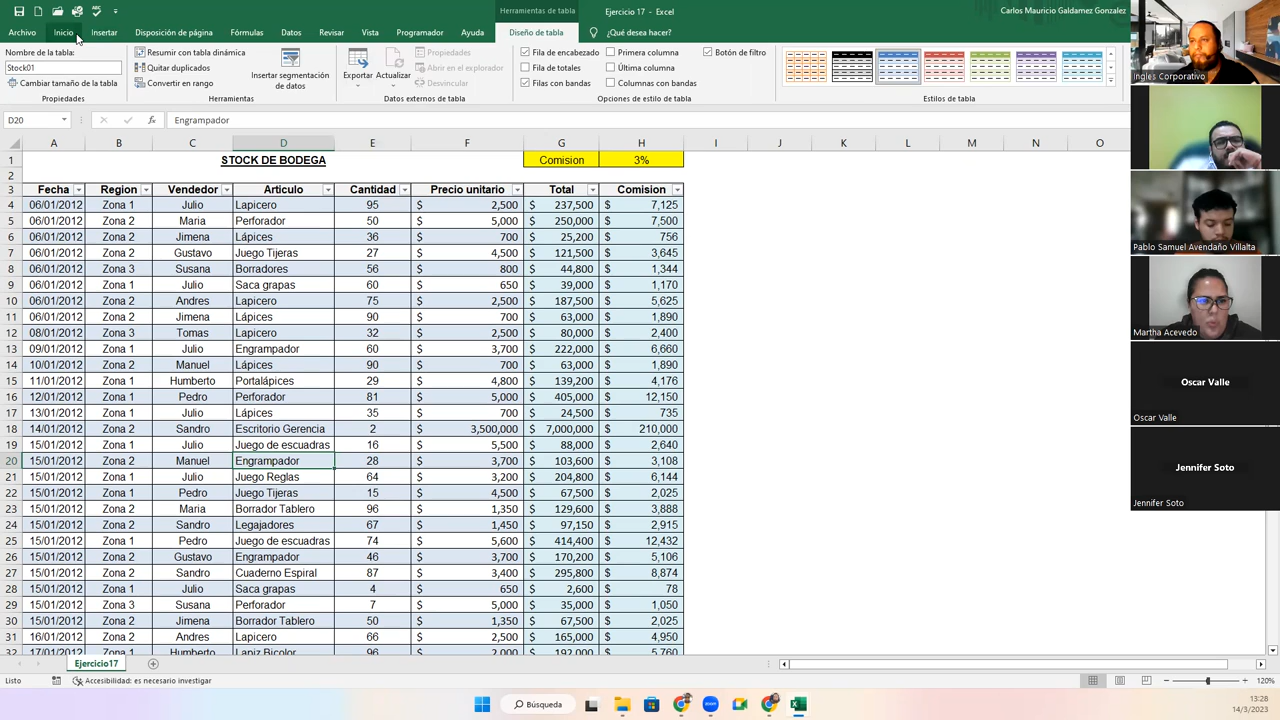 Herramientas de tabla
Ejercicio 17 - Excel
Carlos Mauricio Galdamez Gonzalez
Archivo Inicio Insertar Disposición de página Fórmulas Datos Revisar Vista Programador Ayuda Diseño de tabla ¿Qué desea hacer?
Nombre de la tabla:
Stock01
Cambiar tamaño de la tabla
Propiedades
Resumir con tabla dinámica
Quitar duplicados
Convertir en rango
Insertar segmentación
de datos
Herramientas
Exportar Actualizar
Propiedades
Abrir en el explorador
Desvincular
Datos externos de tabla
Fila de encabezado Primera columna Botón de filtro
Fila de totales Última columna
Filas con bandas Columnas con bandas
Opciones de estilo de tabla
Estilos de tabla
D20 fx Engrampador
A B C D E F G H I J K L M N O
1 STOCK DE BODEGA Comision 3%
2
3 Fecha Region Vendedor Articulo Cantidad Precio unitario Total Comision
4 06/01/2012 Zona 1 Julio Lapicero 95 $ 2,500 $ 237,500 $ 7,125
5 06/01/2012 Zona 2 Maria Perforador 50 $ 5,000 $ 250,000 $ 7,500
6 06/01/2012 Zona 2 Jimena Lápices 36 $ 700 $ 25,200 $ 756
7 06/01/2012 Zona 2 Gustavo Juego Tijeras 27 $ 4,500 $ 121,500 $ 3,645
8 06/01/2012 Zona 3 Susana Borradores 56 $ 800 $ 44,800 $ 1,344
9 06/01/2012 Zona 1 Julio Saca grapas 60 $ 650 $ 39,000 $ 1,170
10 06/01/2012 Zona 2 Andres Lapicero 75 $ 2,500 $ 187,500 $ 5,625
11 06/01/2012 Zona 2 Jimena Lápices 90 $ 700 $ 63,000 $ 1,890
12 08/01/2012 Zona 3 Tomas Lapicero 32 $ 2,500 $ 80,000 $ 2,400
13 09/01/2012 Zona 1 Julio Engrampador 60 $ 3,700 $ 222,000 $ 6,660
14 10/01/2012 Zona 2 Manuel Lápices 90 $ 700 $ 63,000 $ 1,890
15 11/01/2012 Zona 1 Humberto Portalápices 29 $ 4,800 $ 139,200 $ 4,176
16 12/01/2012 Zona 1 Pedro Perforador 81 $ 5,000 $ 405,000 $ 12,150
17 13/01/2012 Zona 1 Julio Lápices 35 $ 700 $ 24,500 $ 735
18 14/01/2012 Zona 2 Sandro Escritorio Gerencia 2 $ 3,500,000 $ 7,000,000 $ 210,000
19 15/01/2012 Zona 1 Julio Juego de escuadras 16 $ 5,500 $ 88,000 $ 2,640
20 15/01/2012 Zona 2 Manuel Engrampador 28 $ 3,700 $ 103,600 $ 3,108
21 15/01/2012 Zona 1 Julio Juego Reglas 64 $ 3,200 $ 204,800 $ 6,144
22 15/01/2012 Zona 1 Pedro Juego Tijeras 15 $ 4,500 $ 67,500 $ 2,025
23 15/01/2012 Zona 2 Maria Borrador Tablero 96 $ 1,350 $ 129,600 $ 3,888
24 15/01/2012 Zona 2 Sandro Legajadores 67 $ 1,450 $ 97,150 $ 2,915
25 15/01/2012 Zona 1 Pedro Juego de escuadras 74 $ 5,600 $ 414,400 $ 12,432
26 15/01/2012 Zona 2 Gustavo Engrampador 46 $ 3,700 $ 170,200 $ 5,106
27 15/01/2012 Zona 2 Sandro Cuaderno Espiral 87 $ 3,400 $ 295,800 $ 8,874
28 15/01/2012 Zona 1 Julio Saca grapas 4 $ 650 $ 2,600 $ 78
29 15/01/2012 Zona 3 Susana Perforador 7 $ 5,000 $ 35,000 $ 1,050
30 15/01/2012 Zona 2 Jimena Borrador Tablero 50 $ 1,350 $ 67,500 $ 2,025
31 16/01/2012 Zona 2 Andres Lapicero 66 $ 2,500 $ 165,000 $ 4,950
32 17/01/2012 Zona 1 Humberto Lapiz Bicolor 96 $ 2,000 $ 192,000 $ 5,760
Ejercicio17
Listo Accesibilidad: es necesario investigar 120%
Búsqueda
13:28
14/3/2023
Ingles Corporativo
Pablo Samuel Avendaño Villalta
Martha Acevedo
Oscar Valle
Oscar Valle
Jennifer Soto
Jennifer Soto